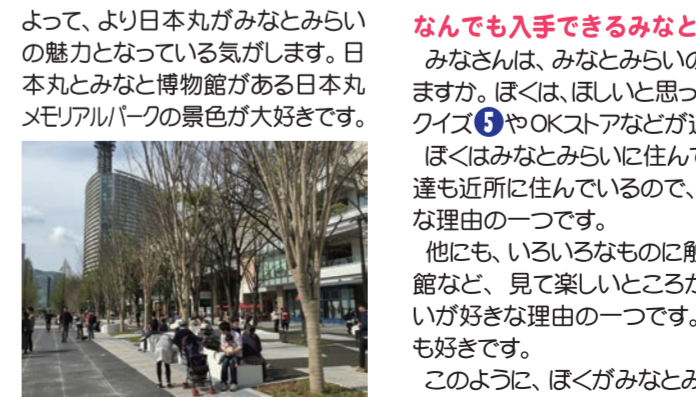 よって、より日本丸がみなとみらい
の魅力となっている気がします。日
本丸とみなと博物館がある日本丸
メモリアルパークの景色が大好きです。
なんでも入手できるみなと
みなさんは、みなとみらいの
ますか。ぼくは、ほしいと思っ
クイズ5やOKストアなどが
ぼくはみなとみらいに住んで
達も近所に住んでいるので、
な理由の一つです。
他にも、いろいろなものに
館など、見て楽しいところが
いが好きな理由の一つです。
も好きです。
このように、ぼくがみなとみ